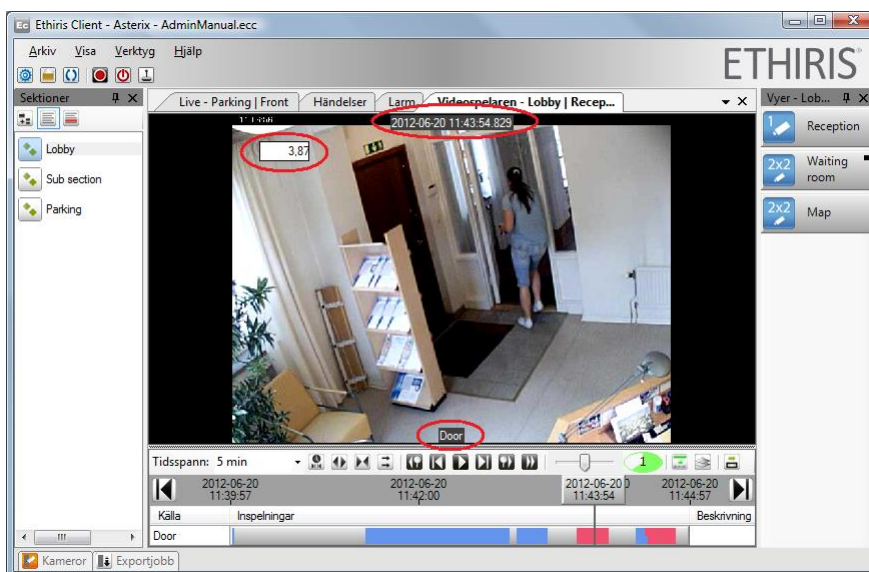 Ec Ethiris Client - Asterix - AdminManual.ecc
Arkiv Visa Verktyg Hjälp
ETHIRIS
Sektioner
Live - Parking | Front
Händelser
Larm
Videospelaren - Lobby | Recep...
Vyer - Lob...
2012-06-20 11:43:54.829
3,87
Lobby
Sub section
Parking
1 Reception
2x2 Waiting
room
2x2 Map
Door
Tidsspann: 5 min
1
2012-06-20
11:39:57
2012-06-20
11:42:00
2012-06-20
11:43:54
2012-06-20
11:44:57
Källa Inspelningar Beskrivning
Door
Kameror Exportjobb